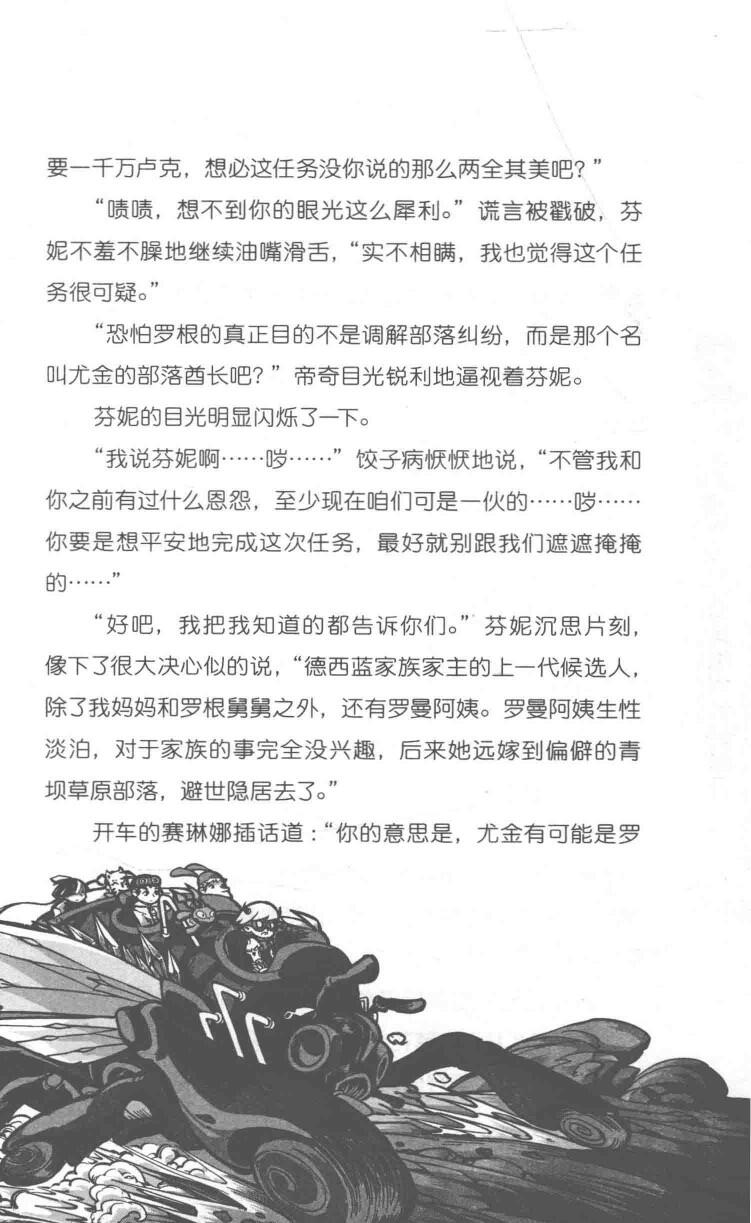 要一千万卢克，想必这任务没你说的那么两全其美吧？”
“啧啧，想不到你的眼光这么犀利。”谎言被戳破，芬
妮不羞不臊地继续油嘴滑舌，“实不相瞒，我也觉得这个任
务很可疑。”
“恐怕罗根的真正目的不是调解部落纠纷，而是那个名
叫尤金的部落酋长吧？”帝奇目光锐利地逼视着芬妮。
芬妮的目光明显闪烁了一下。
“我说芬妮啊……哕……”饺子病恹恹地说，“不管我和
你之前有过什么恩怨，至少现在咱们可是一伙的……哕……
你要是想平安地完成这次任务，最好就别跟我们遮遮掩掩
的……”
“好吧，我把我知道的都告诉你们。”芬妮沉思片刻，
像下了很大决心似的说，“德西蓝家族家主的上一代候选人，
除了我妈妈和罗根舅舅之外，还有罗曼阿姨。罗曼阿姨生性
淡泊，对于家族的事完全没兴趣，后来她远嫁到偏僻的青
坝草原部落，避世隐居去了。”
开车的赛琳娜插话道：“你的意思是，尤金有可能是罗